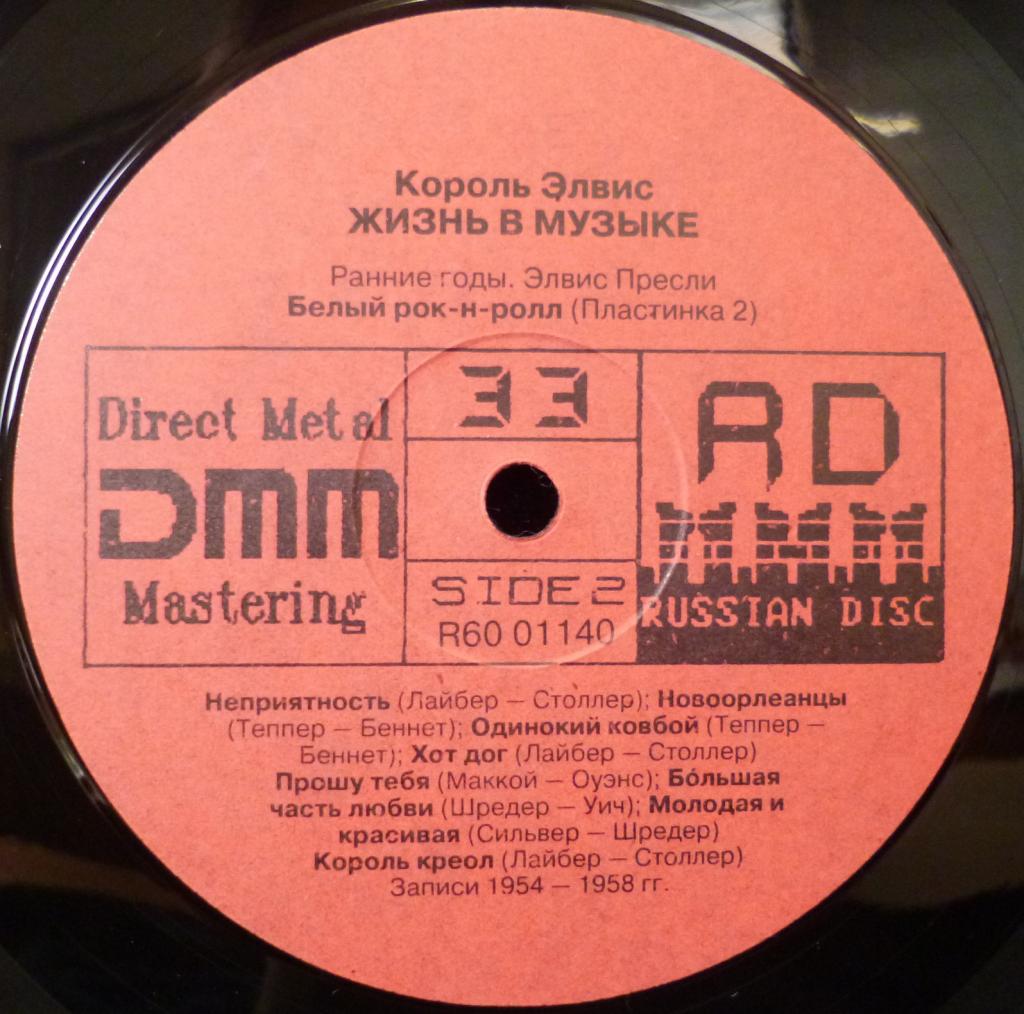 Король Элвис
ЖИЗНЬ В МУЗЫКЕ
Ранние годы. Элвис Пресли
Белый рок-н-ролл (Пластинка 2)
Direct Metal
DMM
Mastering
33
SIDE 2
R60 01140
RD
RUSSIAN DISC
Неприятность (Лайбер — Столлер); Новоорлеанцы
(Теппер — Беннет); Одинокий ковбой (Теппер —
Беннет); Хот дог (Лайбер — Столлер)
Прошу тебя (Маккой — Оуэнс); Бо́льшая
часть любви (Шредер — Уич); Молодая и
красивая (Сильвер — Шредер)
Король креол (Лайбер — Столлер)
Записи 1954 — 1958 гг.